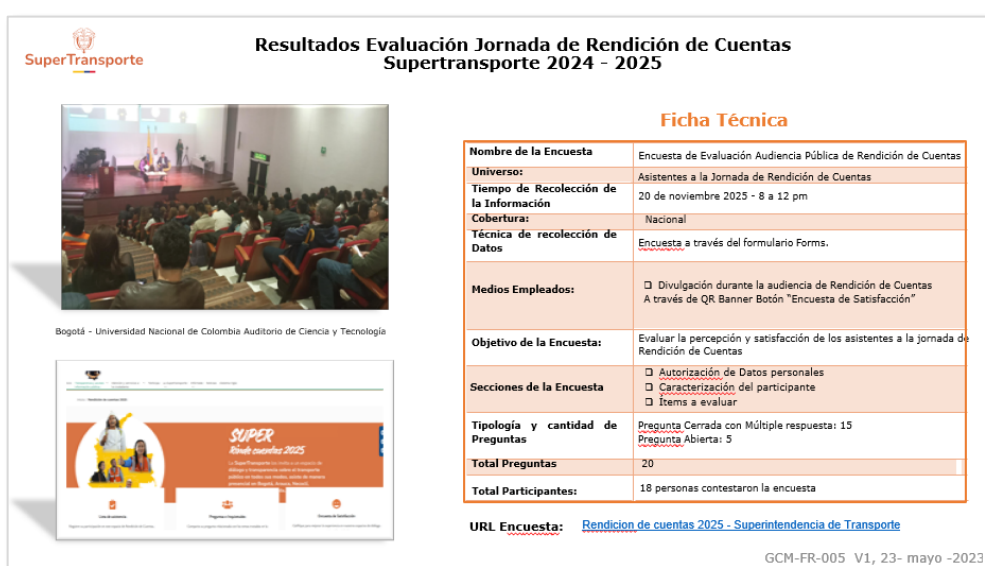 SuperTransporte
Resultados Evaluación Jornada de Rendición de Cuentas
Supertransporte 2024 - 2025
Bogotá - Universidad Nacional de Colombia Auditorio de Ciencia y Tecnología
SUPER
Rinde cuentas 2025
Ficha Técnica
Nombre de la Encuesta
Encuesta de Evaluación Audiencia Pública de Rendición de Cuentas
Universo:
Asistentes a la Jornada de Rendición de Cuentas
Tiempo de Recolección de
la Información
20 de noviembre 2025 - 8 a 12 pm
Cobertura:
Nacional
Técnica de recolección de
Datos
Encuesta a través del formulario Forms.
Medios Empleados:
❑ Divulgación durante la audiencia de Rendición de Cuentas
A través de QR Banner Botón "Encuesta de Satisfacción"
Objetivo de la Encuesta:
Evaluar la percepción y satisfacción de los asistentes a la jornada de
Rendición de Cuentas
Secciones de la Encuesta
❑ Autorización de Datos personales
❑ Caracterización del participante
❑ Items a evaluar
Tipología y cantidad de
Preguntas
Pregunta Cerrada con Múltiple respuesta: 15
Pregunta Abierta: 5
Total Preguntas
20
Total Participantes:
18 personas contestaron la encuesta
URL Encuesta: Rendicion de cuentas 2025 - Superintendencia de Transporte
GCM-FR-005 V1, 23- mayo -2023